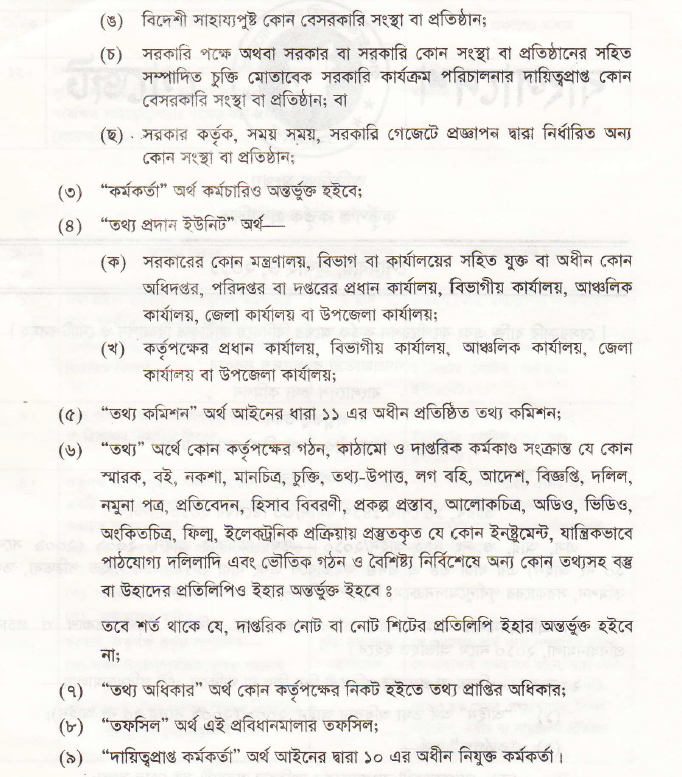 (ঙ) বিদেশী সাহায্যপুষ্ট কোন বেসরকারি সংস্থা বা প্রতিষ্ঠান;
(চ) সরকারি পক্ষে অথবা সরকার বা সরকারি কোন সংস্থা বা প্রতিষ্ঠানের সহিত
সম্পাদিত চুক্তি মোতাবেক সরকারি কার্যক্রম পরিচালনার দায়িত্বপ্রাপ্ত কোন
বেসরকারি সংস্থা বা প্রতিষ্ঠান; বা
(ছ) সরকার কর্তৃক, সময় সময়, সরকারি গেজেটে প্রজ্ঞাপন দ্বারা নির্ধারিত অন্য
কোন সংস্থা বা প্রতিষ্ঠান;
(৩) “কর্মকর্তা” অর্থ কর্মচারিও অন্তর্ভুক্ত হইবে;
(৪) “তথ্য প্রদান ইউনিট” অর্থ—
(ক) সরকারের কোন মন্ত্রণালয়, বিভাগ বা কার্যালয়ের সহিত যুক্ত বা অধীন কোন
অধিদপ্তর, পরিদপ্তর বা দপ্তরের প্রধান কার্যালয়, বিভাগীয় কার্যালয়, আঞ্চলিক
কার্যালয়, জেলা কার্যালয় বা উপজেলা কার্যালয়;
(খ) কর্তৃপক্ষের প্রধান কার্যালয়, বিভাগীয় কার্যালয়, আঞ্চলিক কার্যালয়, জেলা
কার্যালয় বা উপজেলা কার্যালয়;
(৫) “তথ্য কমিশন” অর্থ আইনের ধারা ১১ এর অধীন প্রতিষ্ঠিত তথ্য কমিশন;
(৬) “তথ্য” অর্থে কোন কর্তৃপক্ষের গঠন, কাঠামো ও দাপ্তরিক কর্মকাণ্ড সংক্রান্ত যে কোন
স্মারক, বই, নকশা, মানচিত্র, চুক্তি, তথ্য-উপাত্ত, লগ বহি, আদেশ, বিজ্ঞপ্তি, দলিল,
নমুনা পত্র, প্রতিবেদন, হিসাব বিবরণী, প্রকল্প প্রস্তাব, আলোকচিত্র, অডিও, ভিডিও,
অংকিতচিত্র, ফিল্ম, ইলেকট্রনিক প্রক্রিয়ায় প্রস্তুতকৃত যে কোন ইনষ্ট্রুমেন্ট, যান্ত্রিকভাবে
পাঠযোগ্য দলিলাদি এবং ভৌতিক গঠন ও বৈশিষ্ট্য নির্বিশেষে অন্য কোন তথ্যসহ বস্তু
বা উহাদের প্রতিলিপিও ইহার অন্তর্ভুক্ত ইহবে ঃ
তবে শর্ত থাকে যে, দাপ্তরিক নোট বা নোট শিটের প্রতিলিপি ইহার অন্তর্ভুক্ত হইবে
না;
(৭) “তথ্য অধিকার” অর্থ কোন কর্তৃপক্ষের নিকট হইতে তথ্য প্রাপ্তির অধিকার;
(৮) “তফসিল” অর্থ এই প্রবিধানমালার তফসিল;
(৯) “দায়িত্বপ্রাপ্ত কর্মকর্তা” অর্থ আইনের দ্বারা ১০ এর অধীন নিযুক্ত কর্মকর্তা।